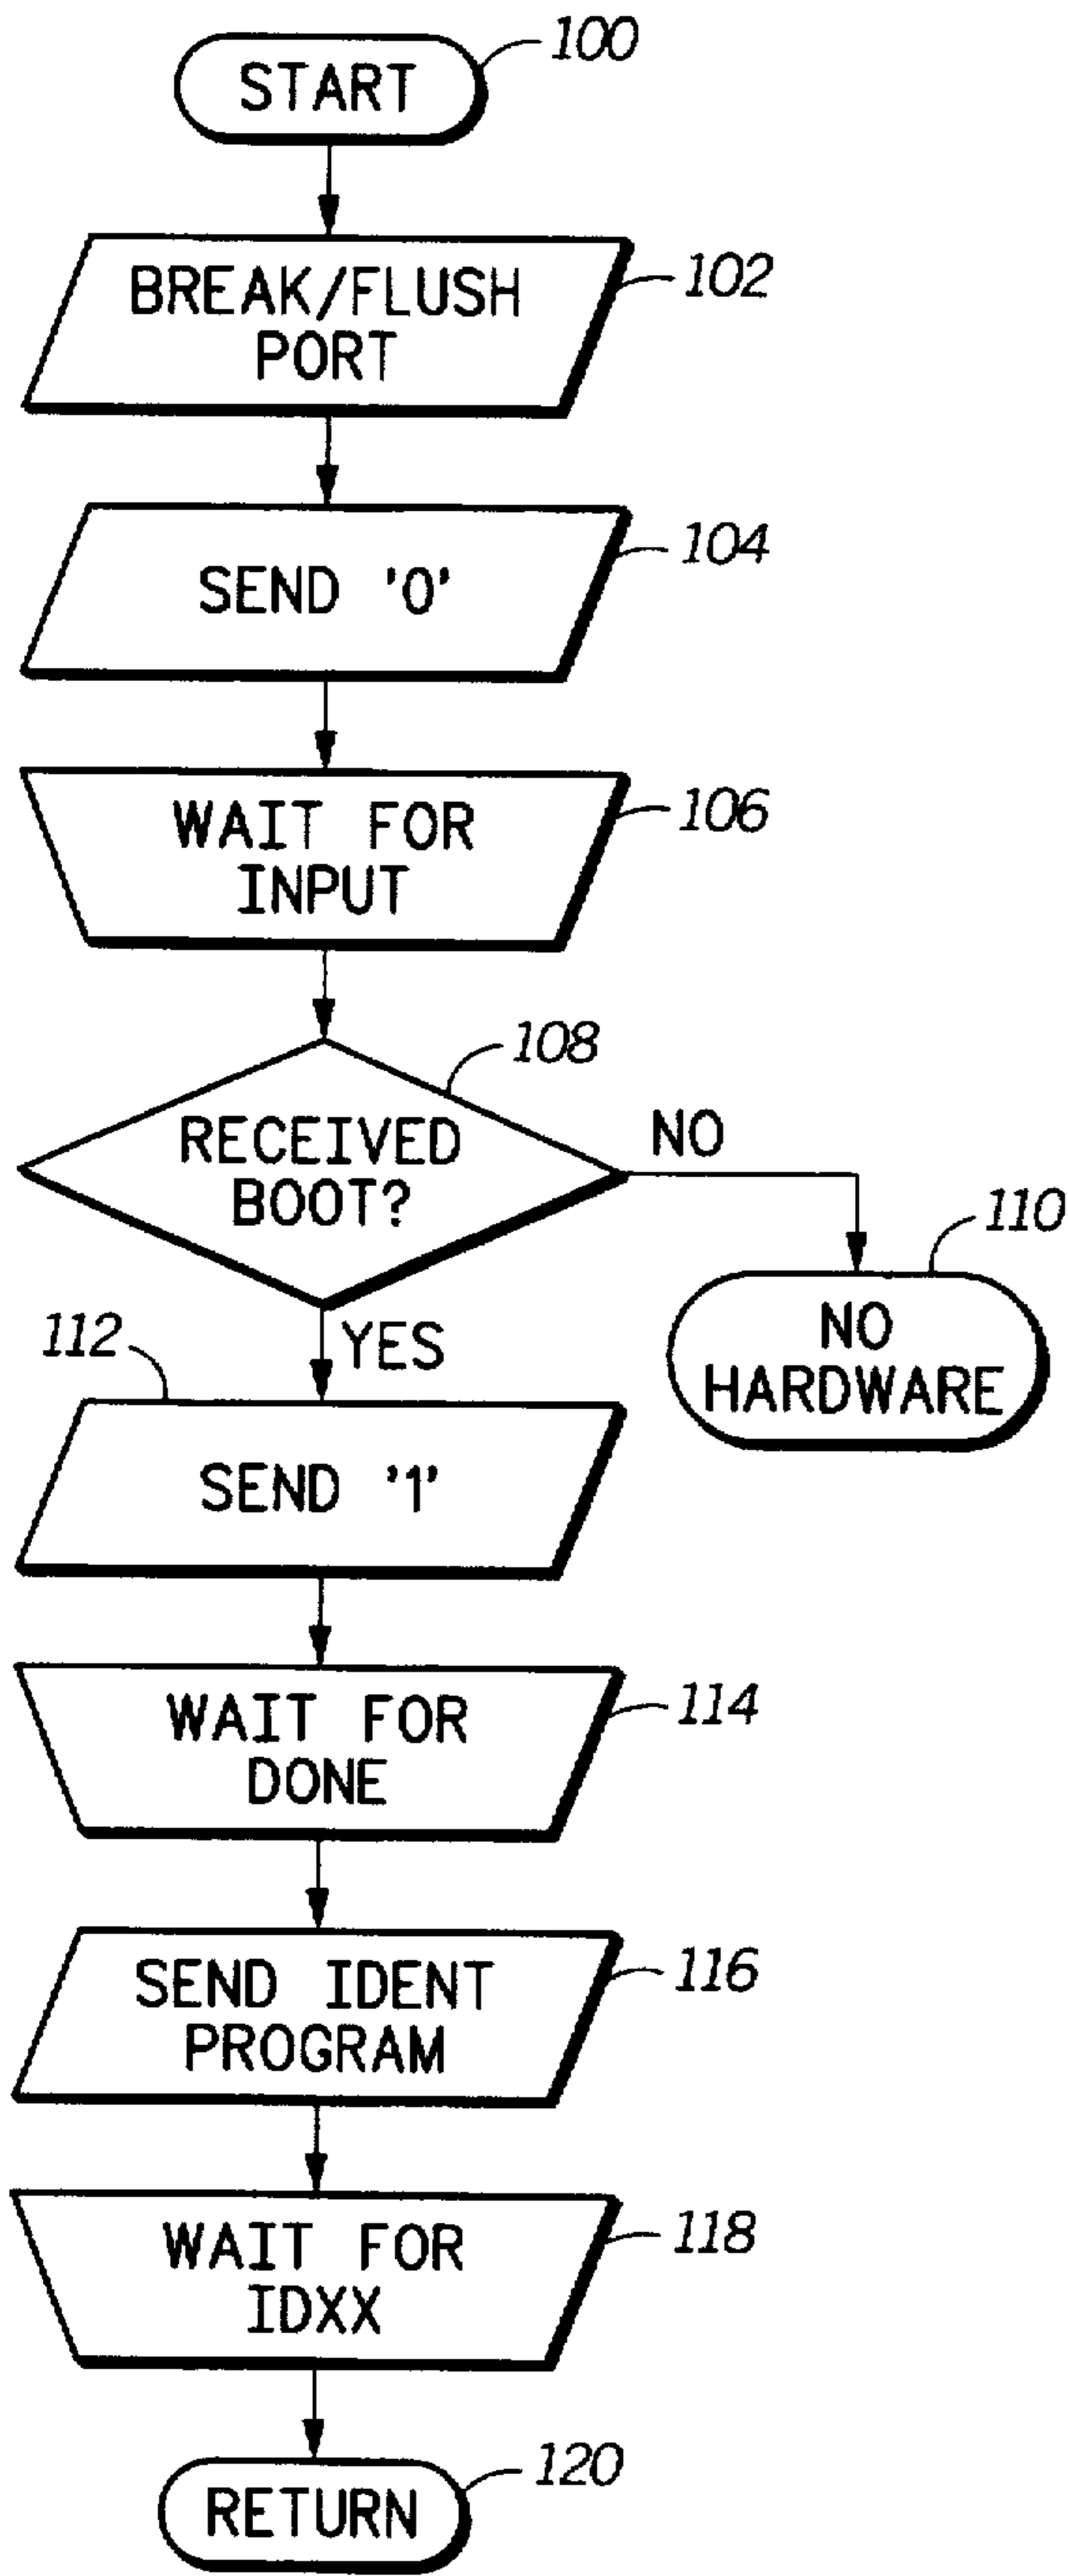 100
START
102
BREAK/FLUSH
PORT
104
SEND '0'
106
WAIT FOR
INPUT
108
RECEIVED
BOOT?
NO
110
NO
HARDWARE
YES
112
SEND '1'
114
WAIT FOR
DONE
116
SEND IDENT
PROGRAM
118
WAIT FOR
IDXX
120
RETURN